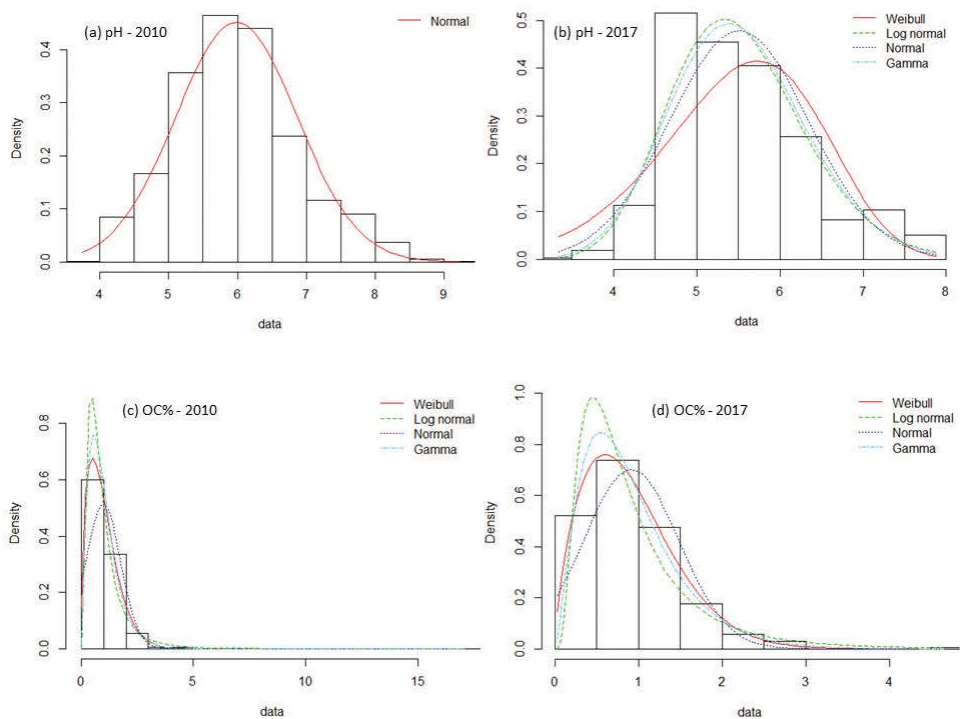 (a) pH - 2010
Normal
Density
0.0 0.1 0.2 0.3 0.4
4 5 6 7 8 9
data
(b) pH - 2017
Weibull
Log normal
Normal
Gamma
Density
0.0 0.1 0.2 0.3 0.4 0.5
4 5 6 7 8
data
(c) OC% - 2010
Weibull
Log normal
Normal
Gamma
Density
0.0 0.2 0.4 0.6 0.8
0 5 10 15
data
(d) OC% - 2017
Weibull
Log normal
Normal
Gamma
Density
0.0 0.2 0.4 0.6 0.8 1.0
0 1 2 3 4
data